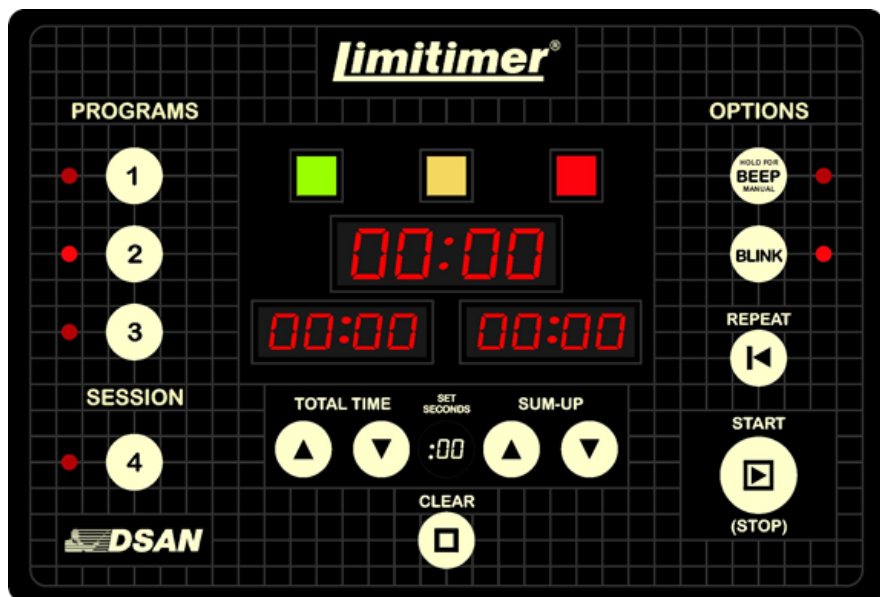 Limitimer®
PROGRAMS
OPTIONS
1
HOLD FOR
BEEP
MANUAL
2
BLINK
00:00
3
00:00
00:00
REPEAT
SESSION
TOTAL TIME
SET
SECONDS
SUM-UP
START
4
:00
CLEAR
(STOP)
DSAN